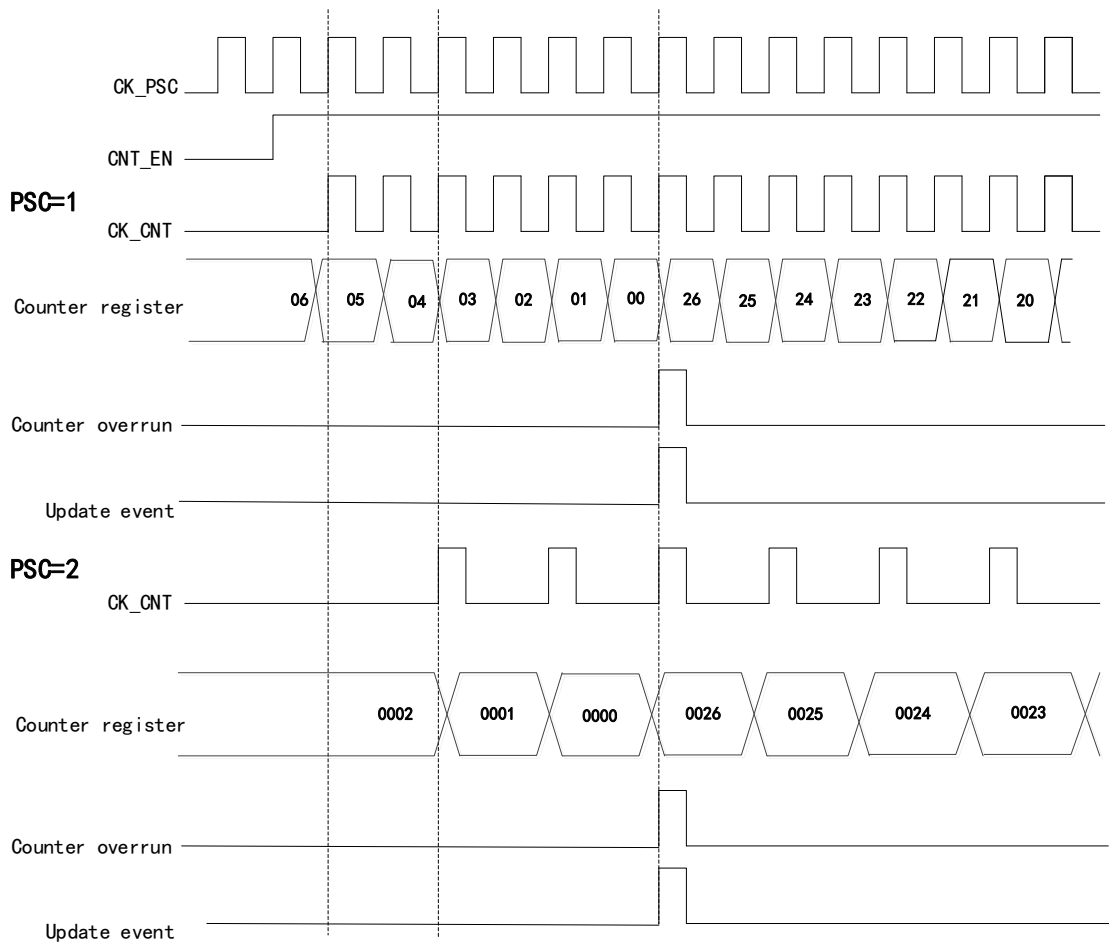 CK_PSC
CNT_EN
PSC=1
CK_CNT
Counter register 06 05 04 03 02 01 00 26 25 24 23 22 21 20
Counter overrun
Update event
PSC=2
CK_CNT
Counter register 0002 0001 0000 0026 0025 0024 0023
Counter overrun
Update event